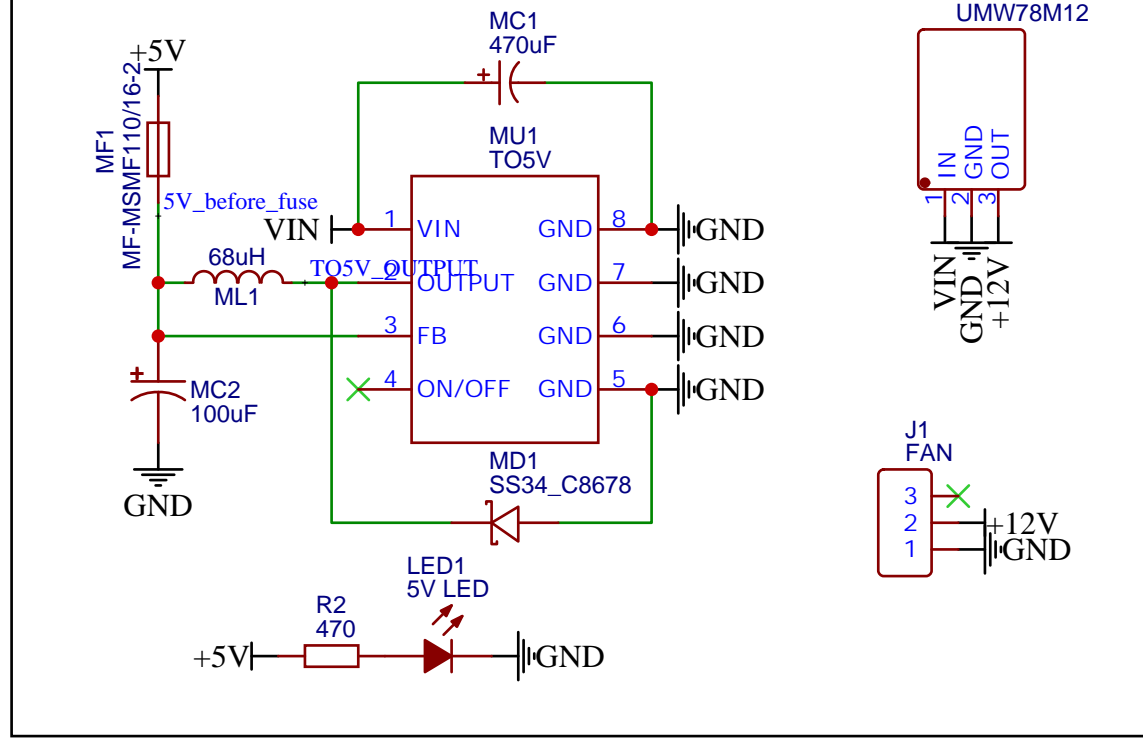 MC1
470uF
UMW78M12
+5V
MF1
MF-MSMF110/16-2
MU1
TO5V
5V_before_fuse
VIN
1
VIN
GND
8
GND
68uH
ML1
TO5V_OUTPUT
2
OUTPUT
GND
7
GND
3
FB
GND
6
GND
4
ON/OFF
GND
5
GND
MC2
100uF
GND
MD1
SS34_C8678
IN
GND
OUT
1
2
3
VIN
GND
+12V
J1
FAN
3
2
+12V
1
GND
LED1
5V LED
R2
470
+5V
GND